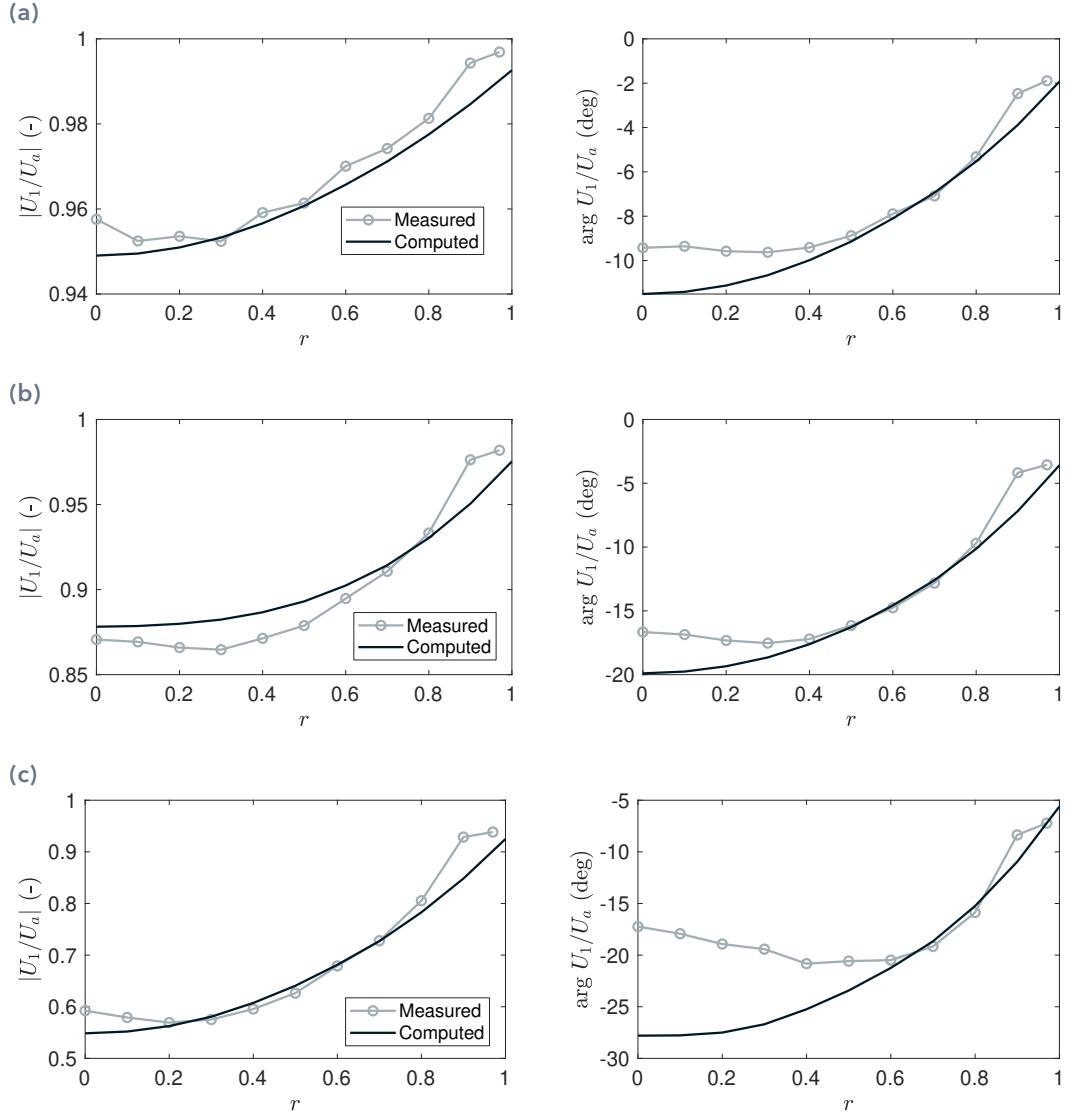 (a)
1
0.98
0.96
0.94
|U₁/Uₐ| (-)
Measured
Computed
0 0.2 0.4 0.6 0.8 1
r
0
-2
-4
-6
-8
-10
arg U₁/Uₐ (deg)
0 0.2 0.4 0.6 0.8 1
r
(b)
1
0.95
0.9
0.85
|U₁/Uₐ| (-)
Measured
Computed
0 0.2 0.4 0.6 0.8 1
r
0
-5
-10
-15
-20
arg U₁/Uₐ (deg)
0 0.2 0.4 0.6 0.8 1
r
(c)
1
0.9
0.8
0.7
0.6
0.5
|U₁/Uₐ| (-)
Measured
Computed
0 0.2 0.4 0.6 0.8 1
r
-5
-10
-15
-20
-25
-30
arg U₁/Uₐ (deg)
0 0.2 0.4 0.6 0.8 1
r